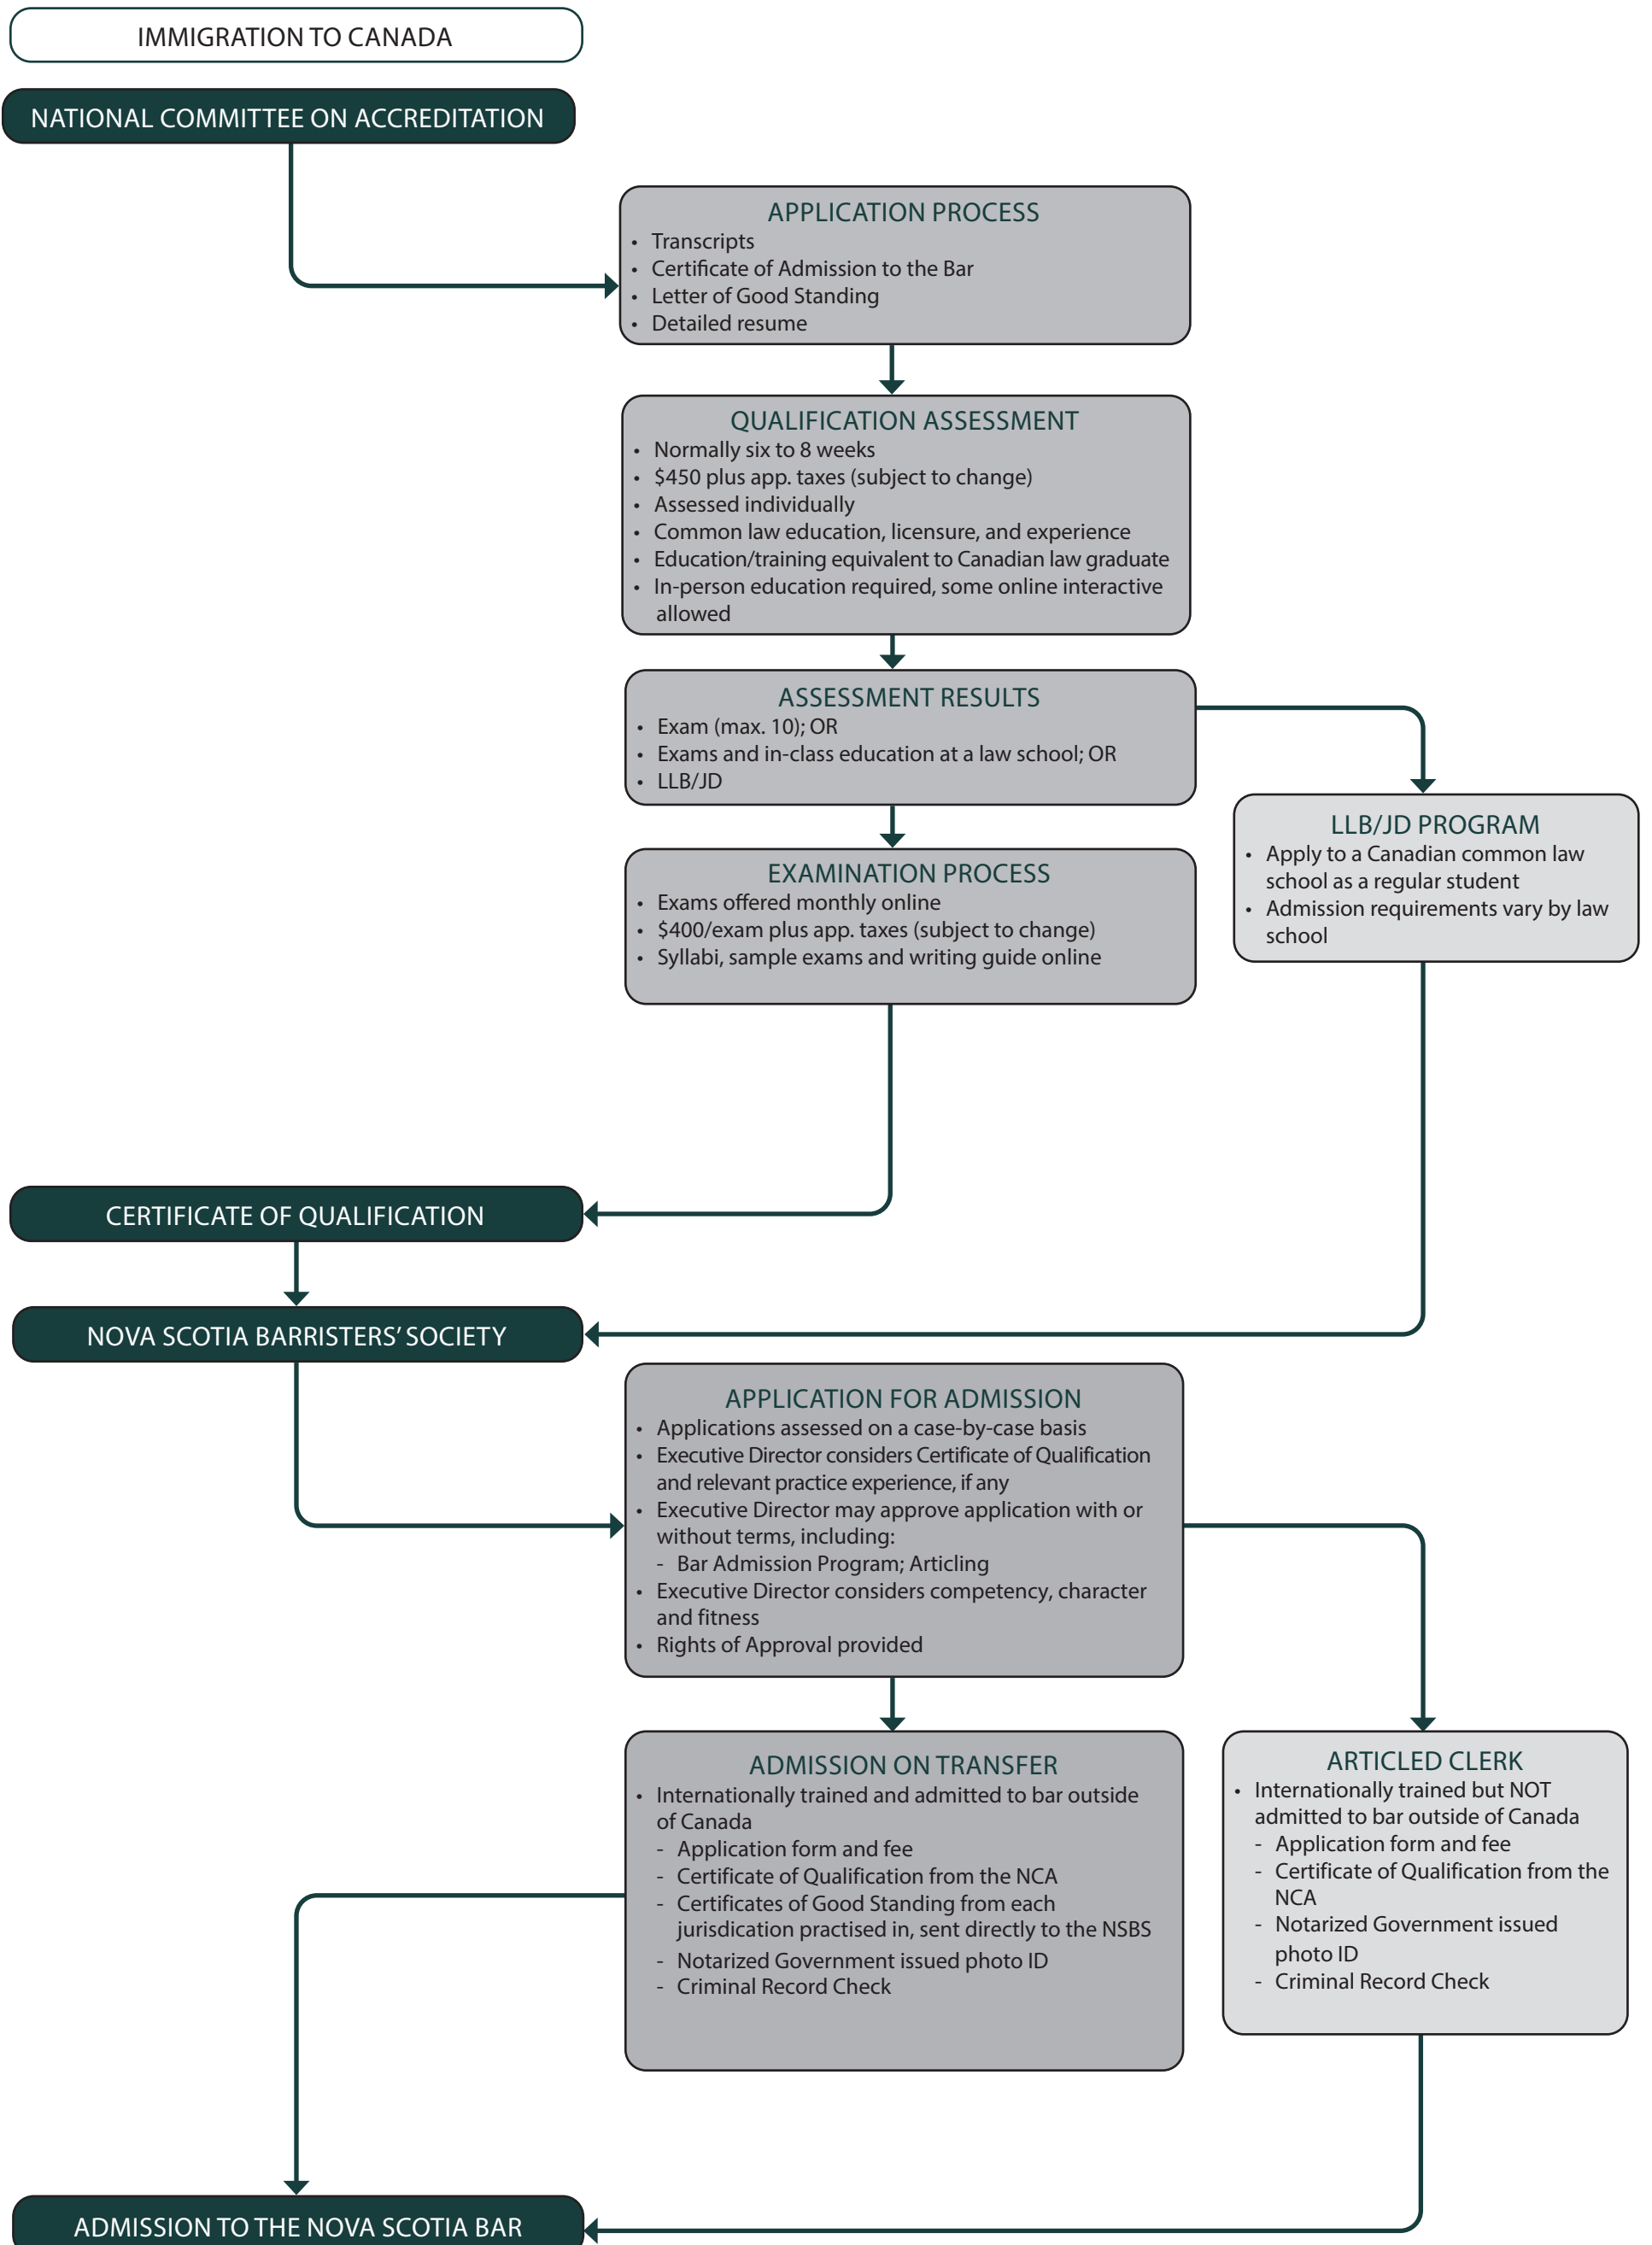 IMMIGRATION TO CANADA
NATIONAL COMMITTEE ON ACCREDITATION
APPLICATION PROCESS
• Transcripts
• Certificate of Admission to the Bar
• Letter of Good Standing
• Detailed resume
QUALIFICATION ASSESSMENT
• Normally six to 8 weeks
• $450 plus app. taxes (subject to change)
• Assessed individually
• Common law education, licensure, and experience
• Education/training equivalent to Canadian law graduate
• In-person education required, some online interactive
allowed
ASSESSMENT RESULTS
• Exam (max. 10); OR
• Exams and in-class education at a law school; OR
• LLB/JD
LLB/JD PROGRAM
• Apply to a Canadian common law
school as a regular student
• Admission requirements vary by law
school
EXAMINATION PROCESS
• Exams offered monthly online
• $400/exam plus app. taxes (subject to change)
• Syllabi, sample exams and writing guide online
CERTIFICATE OF QUALIFICATION
NOVA SCOTIA BARRISTERS’ SOCIETY
APPLICATION FOR ADMISSION
• Applications assessed on a case-by-case basis
• Executive Director considers Certificate of Qualification
and relevant practice experience, if any
• Executive Director may approve application with or
without terms, including:
- Bar Admission Program; Articling
• Executive Director considers competency, character
and fitness
• Rights of Approval provided
ADMISSION ON TRANSFER
• Internationally trained and admitted to bar outside
of Canada
- Application form and fee
- Certificate of Qualification from the NCA
- Certificates of Good Standing from each
jurisdication practised in, sent directly to the NSBS
- Notarized Government issued photo ID
- Criminal Record Check
ARTICLED CLERK
• Internationally trained but NOT
admitted to bar outside of Canada
- Application form and fee
- Certificate of Qualification from the
NCA
- Notarized Government issued
photo ID
- Criminal Record Check
ADMISSION TO THE NOVA SCOTIA BAR